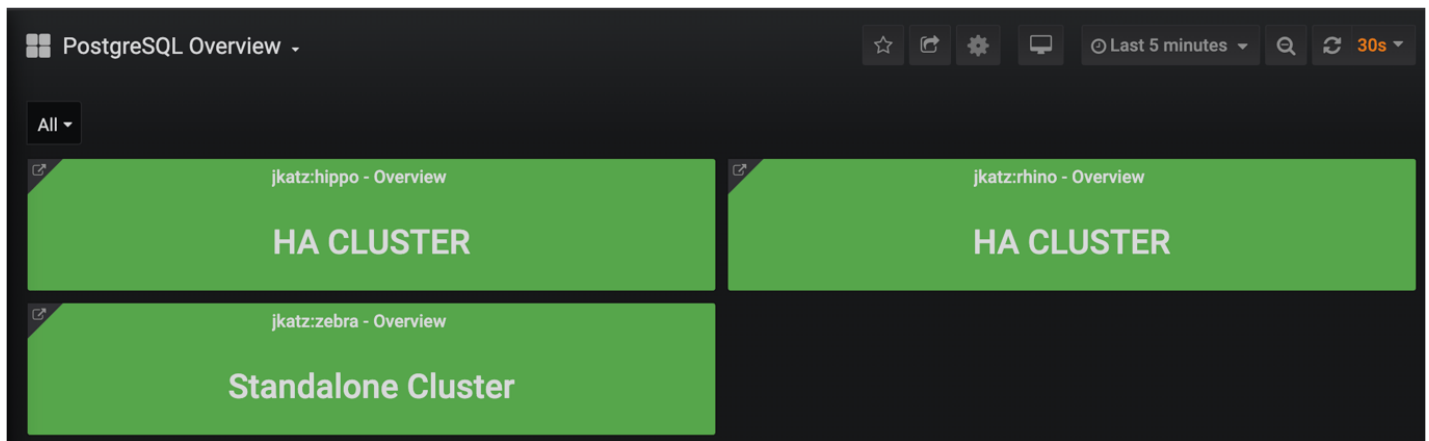 PostgreSQL Overview
Last 5 minutes
30s
All
jkatz:hippo - Overview
HA CLUSTER
jkatz:rhino - Overview
HA CLUSTER
jkatz:zebra - Overview
Standalone Cluster